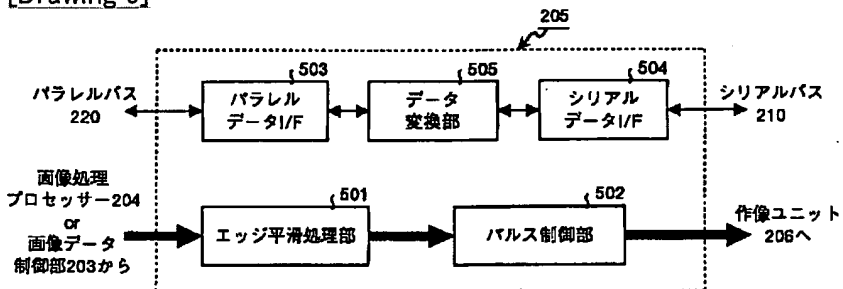 [Drawing 5]
205
503
505
504
パラレルバス
220
パラレル
データI/F
データ
変換部
シリアル
データI/F
シリアルバス
210
画像処理
プロセッサー204
or
画像データ
制御部203から
501
エッジ平滑処理部
502
パルス制御部
作像ユニット
206へ